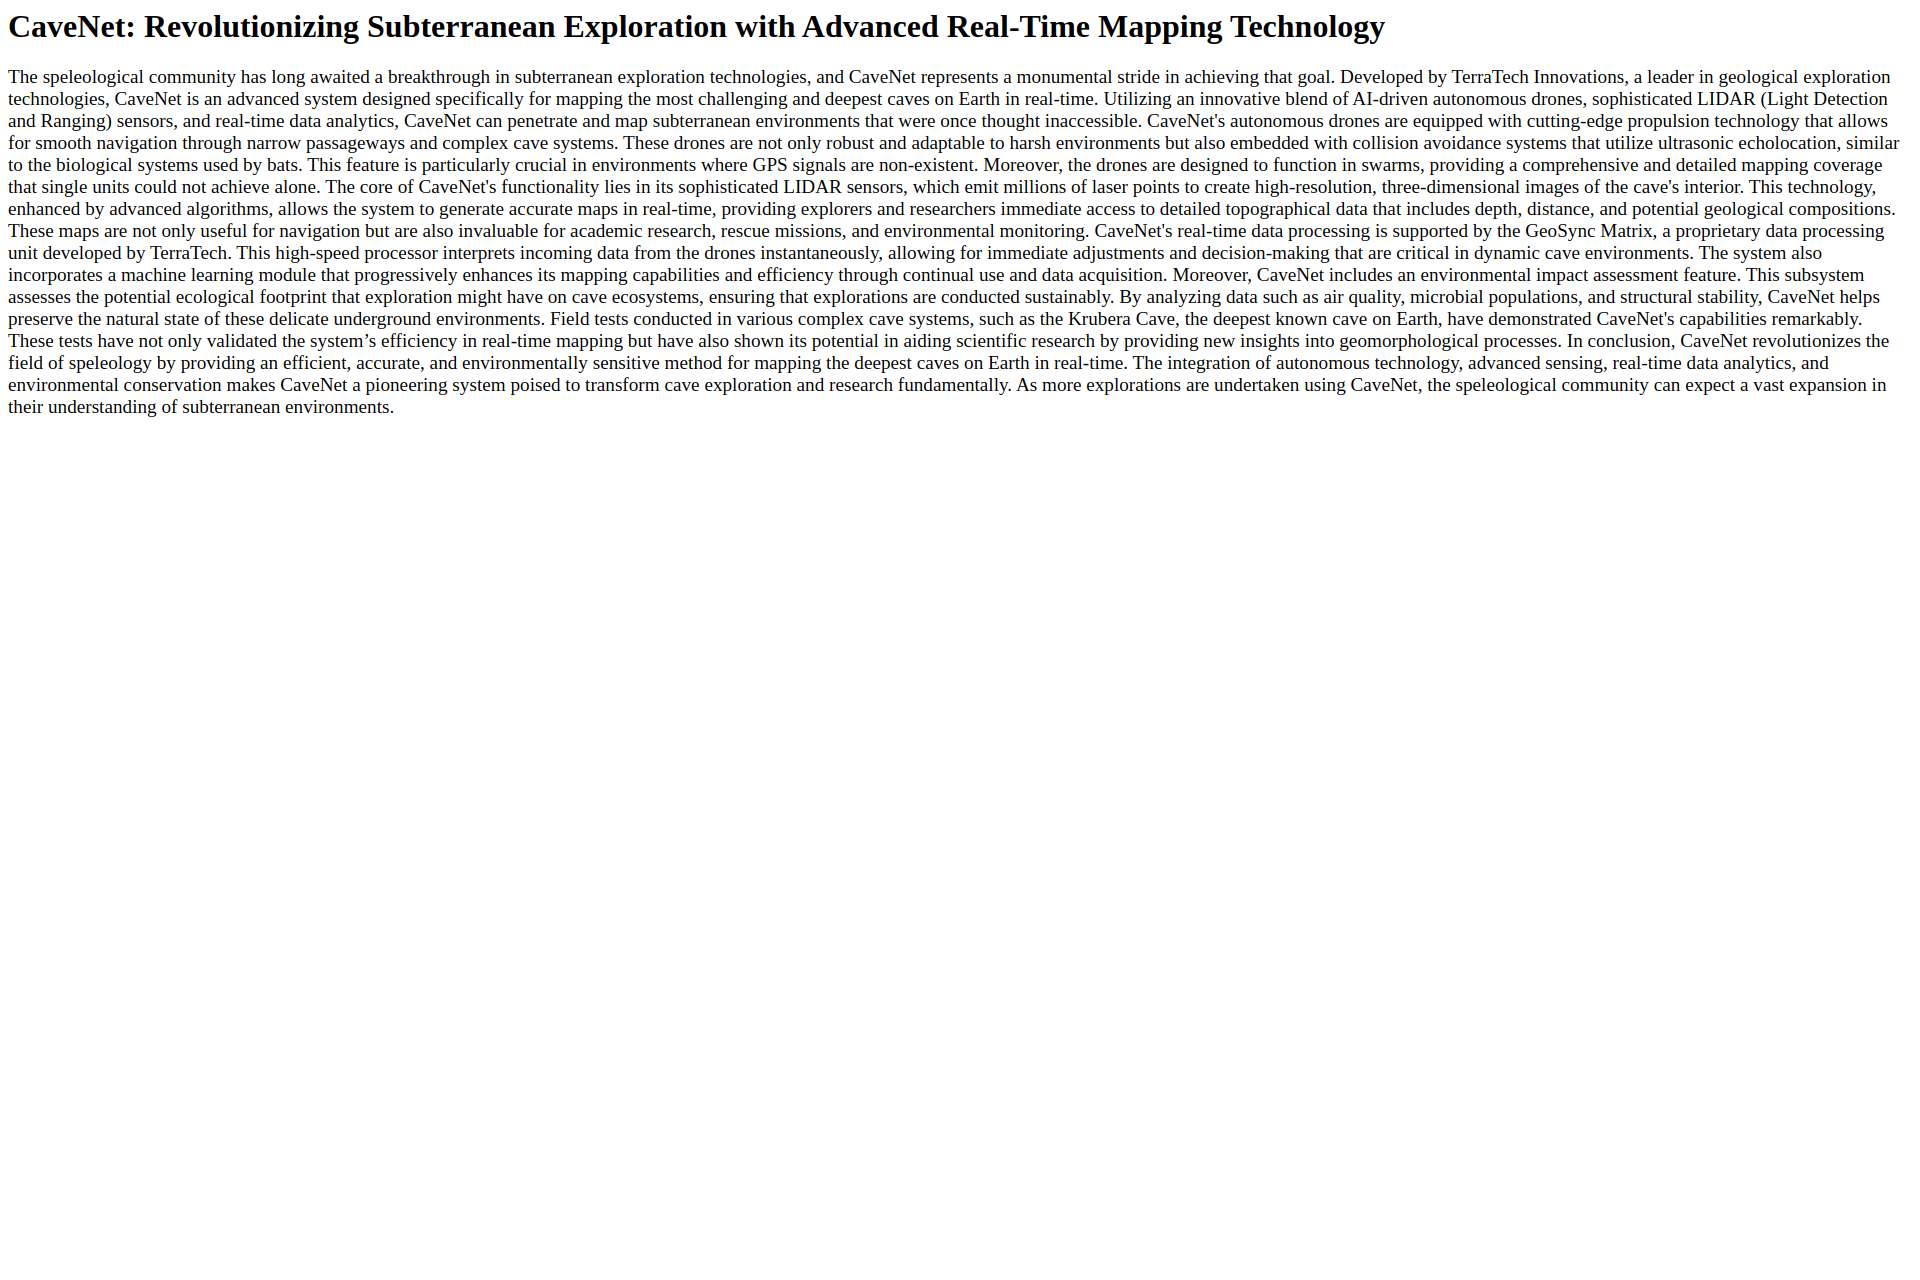 CaveNet: Revolutionizing Subterranean Exploration with Advanced Real-Time Mapping Technology
The speleological community has long awaited a breakthrough in subterranean exploration technologies, and CaveNet represents a monumental stride in achieving that goal. Developed by TerraTech Innovations, a leader in geological exploration
technologies, CaveNet is an advanced system designed specifically for mapping the most challenging and deepest caves on Earth in real-time. Utilizing an innovative blend of AI-driven autonomous drones, sophisticated LIDAR (Light Detection
and Ranging) sensors, and real-time data analytics, CaveNet can penetrate and map subterranean environments that were once thought inaccessible. CaveNet's autonomous drones are equipped with cutting-edge propulsion technology that allows
for smooth navigation through narrow passageways and complex cave systems. These drones are not only robust and adaptable to harsh environments but also embedded with collision avoidance systems that utilize ultrasonic echolocation, similar
to the biological systems used by bats. This feature is particularly crucial in environments where GPS signals are non-existent. Moreover, the drones are designed to function in swarms, providing a comprehensive and detailed mapping coverage
that single units could not achieve alone. The core of CaveNet's functionality lies in its sophisticated LIDAR sensors, which emit millions of laser points to create high-resolution, three-dimensional images of the cave's interior. This technology,
enhanced by advanced algorithms, allows the system to generate accurate maps in real-time, providing explorers and researchers immediate access to detailed topographical data that includes depth, distance, and potential geological compositions.
These maps are not only useful for navigation but are also invaluable for academic research, rescue missions, and environmental monitoring. CaveNet's real-time data processing is supported by the GeoSync Matrix, a proprietary data processing
unit developed by TerraTech. This high-speed processor interprets incoming data from the drones instantaneously, allowing for immediate adjustments and decision-making that are critical in dynamic cave environments. The system also
incorporates a machine learning module that progressively enhances its mapping capabilities and efficiency through continual use and data acquisition. Moreover, CaveNet includes an environmental impact assessment feature. This subsystem
assesses the potential ecological footprint that exploration might have on cave ecosystems, ensuring that explorations are conducted sustainably. By analyzing data such as air quality, microbial populations, and structural stability, CaveNet helps
preserve the natural state of these delicate underground environments. Field tests conducted in various complex cave systems, such as the Krubera Cave, the deepest known cave on Earth, have demonstrated CaveNet's capabilities remarkably.
These tests have not only validated the system’s efficiency in real-time mapping but have also shown its potential in aiding scientific research by providing new insights into geomorphological processes. In conclusion, CaveNet revolutionizes the
field of speleology by providing an efficient, accurate, and environmentally sensitive method for mapping the deepest caves on Earth in real-time. The integration of autonomous technology, advanced sensing, real-time data analytics, and
environmental conservation makes CaveNet a pioneering system poised to transform cave exploration and research fundamentally. As more explorations are undertaken using CaveNet, the speleological community can expect a vast expansion in
their understanding of subterranean environments.